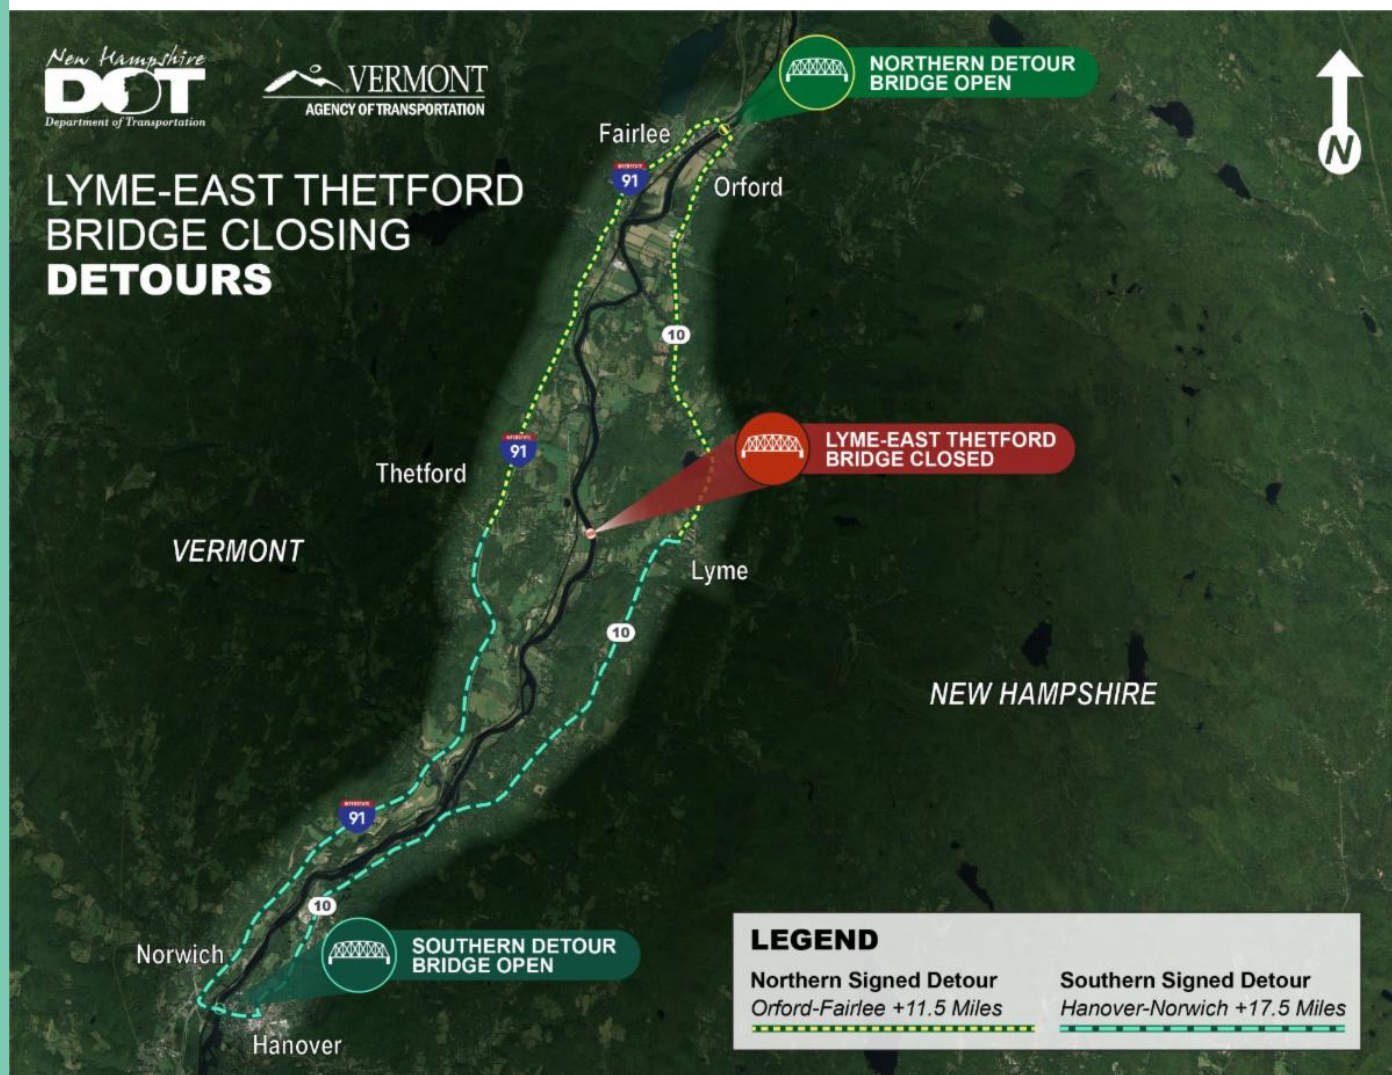 New Hampshire
DOT
Department of Transportation
VERMONT
AGENCY OF TRANSPORTATION
LYME-EAST THETFORD
BRIDGE CLOSING
DETOURS
NORTHERN DETOUR
BRIDGE OPEN
N
Fairlee
91
Orford
10
LYME-EAST THETFORD
BRIDGE CLOSED
91
Thetford
VERMONT
Lyme
10
NEW HAMPSHIRE
91
10
Norwich
SOUTHERN DETOUR
BRIDGE OPEN
Hanover
LEGEND
Northern Signed Detour
Orford-Fairlee +11.5 Miles
Southern Signed Detour
Hanover-Norwich +17.5 Miles